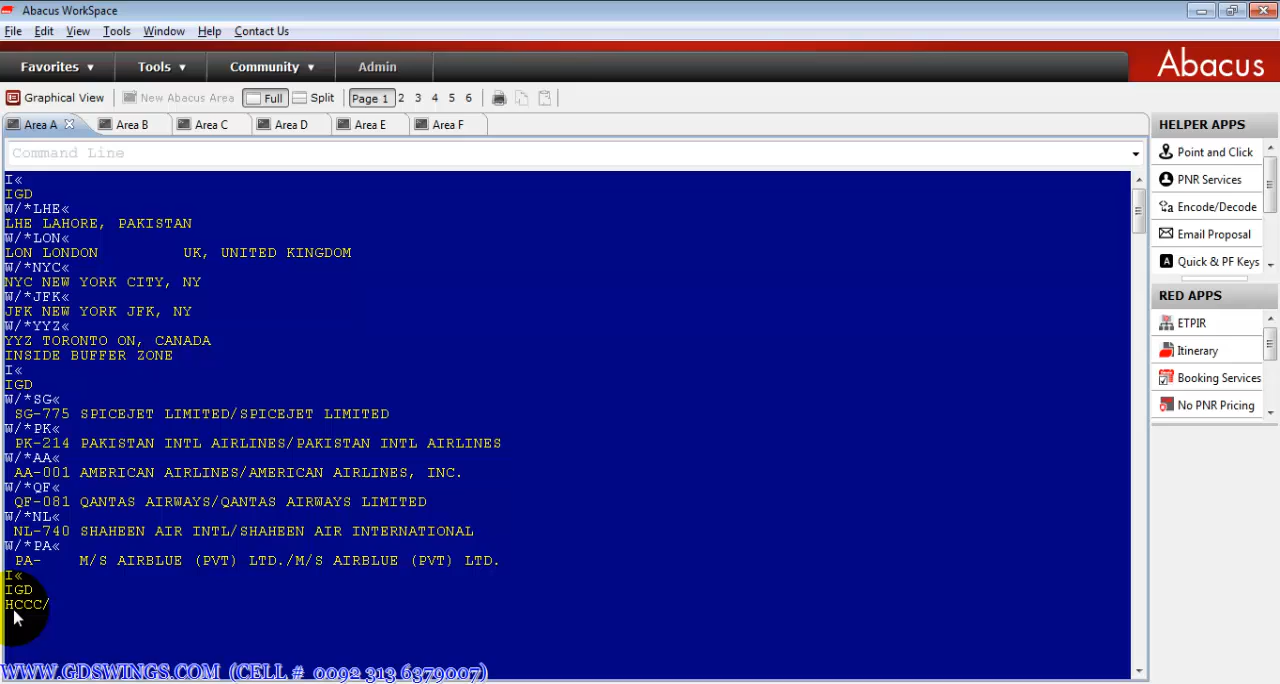 Abacus WorkSpace
File Edit View Tools Window Help Contact Us
Favorites ▼ Tools ▼ Community ▼ Admin
Abacus
Graphical View New Abacus Area Full Split Page 1 2 3 4 5 6
Area A Area B Area C Area D Area E Area F
Command Line
I«
IGD
W/*LHE«
LHE LAHORE, PAKISTAN
W/*LON«
LON LONDON UK, UNITED KINGDOM
W/*NYC«
NYC NEW YORK CITY, NY
W/*JFK«
JFK NEW YORK JFK, NY
W/*YYZ«
YYZ TORONTO ON, CANADA
INSIDE BUFFER ZONE
I«
IGD
W/*SG«
SG-775 SPICEJET LIMITED/SPICEJET LIMITED
W/*PK«
PK-214 PAKISTAN INTL AIRLINES/PAKISTAN INTL AIRLINES
W/*AA«
AA-001 AMERICAN AIRLINES/AMERICAN AIRLINES, INC.
W/*QF«
QF-081 QANTAS AIRWAYS/QANTAS AIRWAYS LIMITED
W/*NL«
NL-740 SHAHEEN AIR INTL/SHAHEEN AIR INTERNATIONAL
W/*PA«
PA- M/S AIRBLUE (PVT) LTD./M/S AIRBLUE (PVT) LTD.
I«
IGD
HCCC/
WWW.GDSWINGS.COM (CELL # 0092 313 6379007)
HELPER APPS
Point and Click
PNR Services
Encode/Decode
Email Proposal
Quick & PF Keys
RED APPS
ETPIR
Itinerary
Booking Services
No PNR Pricing